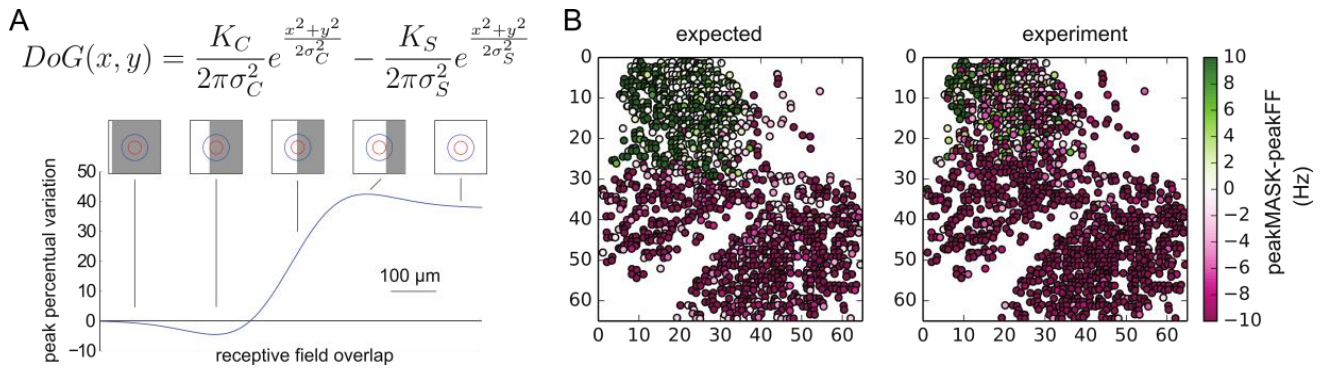 A
DoG(x, y) = \frac{K_C}{2\pi\sigma_C^2} e^{\frac{x^2+y^2}{2\sigma_C^2}} - \frac{K_S}{2\pi\sigma_S^2} e^{\frac{x^2+y^2}{2\sigma_S^2}}
peak percentual variation
50
40
30
20
10
0
−10
100 µm
receptive field overlap
B
expected
0
10
20
30
40
50
60
0 10 20 30 40 50 60
experiment
0
10
20
30
40
50
60
0 10 20 30 40 50 60
10
8
6
4
2
0
−2
−4
−6
−8
−10
peakMASK-peakFF
(Hz)